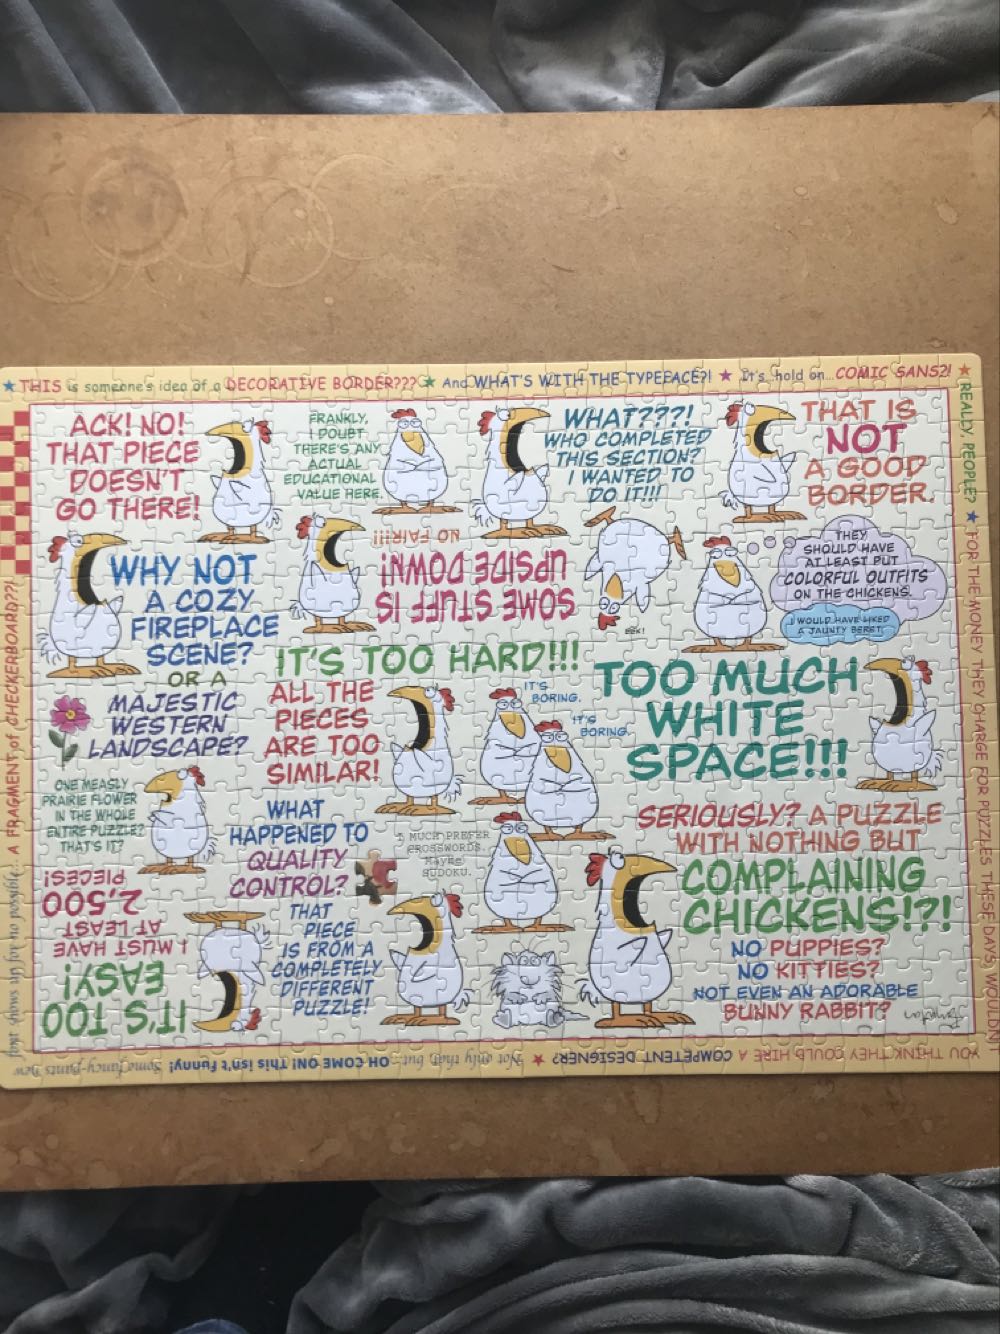 ★ THIS is someone's idea of a DECORATIVE BORDER??? ★ And WHAT'S WITH THE TYPEFACE?! ★ It's hold on... COMIC SANS?! ★
REALLY, PEOPLE? ★ FOR THE MONEY THEY CHARGE FOR PUZZLES THESE DAYS, WOULDN'T
YOU THINK THEY COULD HIRE A COMPETENT DESIGNER? ★ Not only that, but... OH COME ON! This isn't funny! Some fancy-pants new
font shows up for no possible... A FRAGMENT of CHECKERBOARD???!
ACK! NO!
THAT PIECE
DOESN'T
GO THERE!
FRANKLY,
I DOUBT
THERE'S ANY
ACTUAL
EDUCATIONAL
VALUE HERE.
WHAT???!
WHO COMPLETED
THIS SECTION?
I WANTED TO
DO IT!!!
THAT IS
NOT
A GOOD
BORDER.
WHY NOT
A COZY
FIREPLACE
SCENE?
OR A
MAJESTIC
WESTERN
LANDSCAPE?
SOME STUFF IS
UPSIDE DOWN!
NO FAIR!!!
EEK!
THEY
SHOULD HAVE
AT LEAST PUT
COLORFUL OUTFITS
ON THE CHICKENS.
I WOULD HAVE LIKED
A JAUNTY BERET.
IT'S TOO HARD!!!
ALL THE
PIECES
ARE TOO
SIMILAR!
IT'S
BORING.
IT'S
BORING.
TOO MUCH
WHITE
SPACE!!!
ONE MEASLY
PRAIRIE FLOWER
IN THE WHOLE
ENTIRE PUZZLE?
THAT'S IT?
WHAT
HAPPENED TO
QUALITY
CONTROL?
I MUCH PREFER
CROSSWORDS.
Maybe
SUDOKU.
SERIOUSLY? A PUZZLE
WITH NOTHING BUT
COMPLAINING
CHICKENS!?!
NO PUPPIES?
NO KITTIES?
NOT EVEN AN ADORABLE
BUNNY RABBIT?
IT'S TOO
EASY!
I MUST HAVE
AT LEAST
2,500
PIECES!
THAT
PIECE
IS FROM A
COMPLETELY
DIFFERENT
PUZZLE!
Boynton